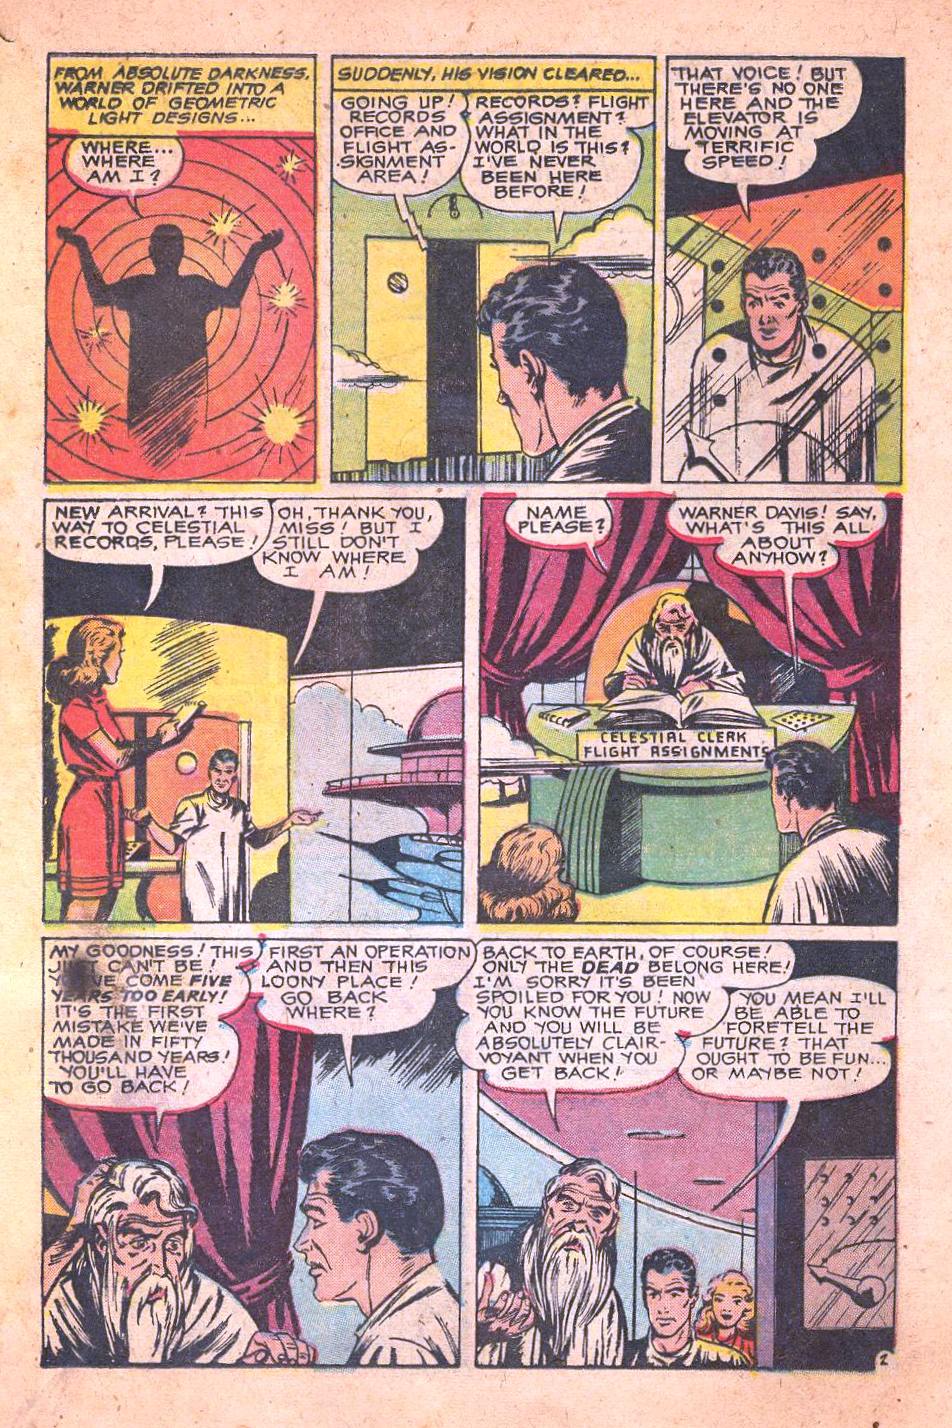 FROM ABSOLUTE DARKNESS,
WARNER DRIFTED INTO A
WORLD OF GEOMETRIC
LIGHT DESIGNS...
WHERE...
WHERE
AM I?
SUDDENLY, HIS VISION CLEARED...
GOING UP!
RECORDS
OFFICE AND
FLIGHT AS-
SIGNMENT
AREA!
RECORDS? FLIGHT
ASSIGNMENT?
WHAT IN THE
WORLD IS THIS?
I'VE NEVER
BEEN HERE
BEFORE!
THAT VOICE! BUT
THERE'S NO ONE
HERE AND THE
ELEVATOR IS
MOVING AT
TERRIFIC
SPEED!
NEW ARRIVAL? THIS
WAY TO CELESTIAL
RECORDS, PLEASE!
OH, THANK YOU,
MISS! BUT I
STILL DON'T
KNOW WHERE
I AM!
NAME
PLEASE?
WARNER DAVIS! SAY,
WHAT'S THIS ALL
ABOUT
ANYHOW?
CELESTIAL CLERK
FLIGHT ASSIGNMENTS
MY GOODNESS! THIS
CAN'T BE!
COME FIVE
YEARS TOO EARLY!
IT'S THE FIRST
MISTAKE WE'VE
MADE IN FIFTY
THOUSAND YEARS!
YOU'LL HAVE
TO GO BACK!
FIRST AN OPERATION
AND THEN THIS
LOONY PLACE!
GO BACK
WHERE?
BACK TO EARTH, OF COURSE!
ONLY THE DEAD BELONG HERE!
I'M SORRY IT'S BEEN
SPOILED FOR YOU! NOW
YOU KNOW THE FUTURE
AND YOU WILL BE
ABSOLUTELY CLAIR-
VOYANT WHEN YOU
GET BACK!
YOU MEAN I'LL
BE ABLE TO
FORETELL THE
FUTURE? THAT
OUGHT TO BE FUN...
OR MAYBE NOT!
2